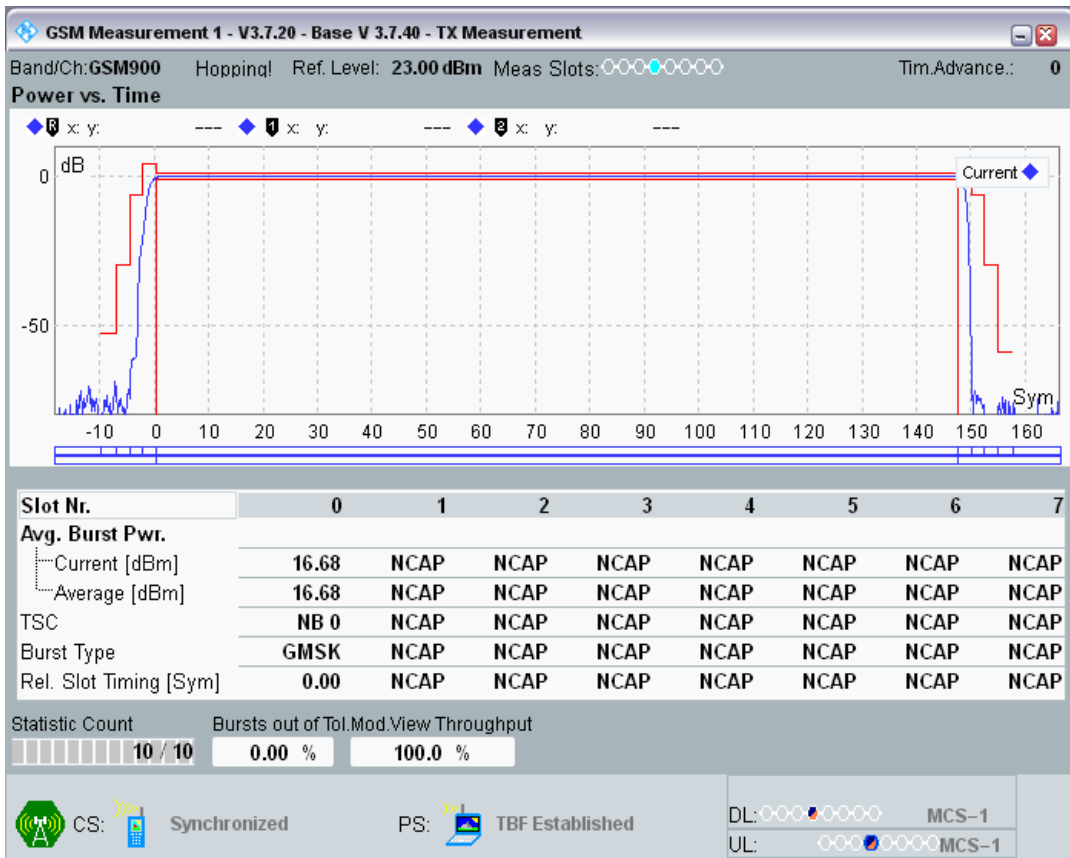 GSM Measurement 1 - V3.7.20 - Base V 3.7.40 - TX Measurement
Band/Ch:GSM900 Hopping! Ref. Level: 23.00 dBm Meas Slots: Tim.Advance.: 0
Power vs. Time
R x: y: --- 1 x: y: --- 2 x: y: ---
dB
Current
0
-50
Sym
-10 0 10 20 30 40 50 60 70 80 90 100 110 120 130 140 150 160
Slot Nr. 0 1 2 3 4 5 6 7
Avg. Burst Pwr.
Current [dBm] 16.68 NCAP NCAP NCAP NCAP NCAP NCAP NCAP
Average [dBm] 16.68 NCAP NCAP NCAP NCAP NCAP NCAP NCAP
TSC NB 0 NCAP NCAP NCAP NCAP NCAP NCAP NCAP
Burst Type GMSK NCAP NCAP NCAP NCAP NCAP NCAP NCAP
Rel. Slot Timing [Sym] 0.00 NCAP NCAP NCAP NCAP NCAP NCAP NCAP
Statistic Count Bursts out of Tol.Mod.View Throughput
10 / 10 0.00 % 100.0 %
CS: Synchronized PS: TBF Established
DL: MCS-1
UL: MCS-1